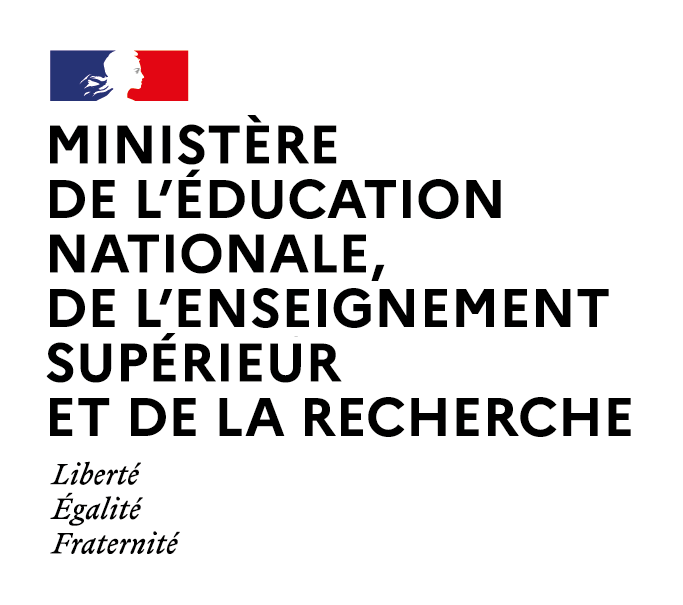 MINISTÈRE
DE L’ÉDUCATION
NATIONALE,
DE L’ENSEIGNEMENT
SUPÉRIEUR
ET DE LA RECHERCHE
Liberté
Égalité
Fraternité